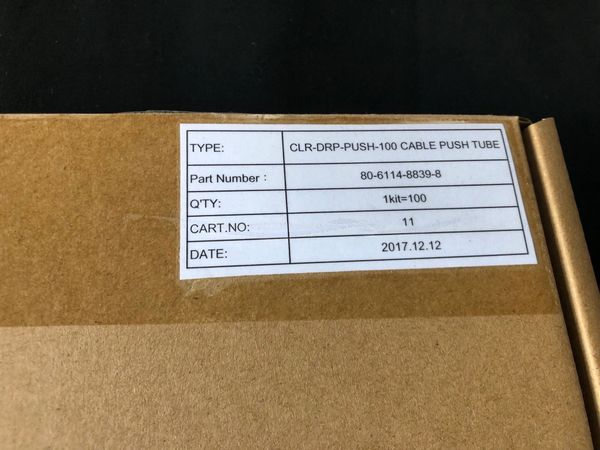 TYPE: CLR-DRP-PUSH-100 CABLE PUSH TUBE
Part Number： 80-6114-8839-8
Q'TY: 1kit=100
CART.NO: 11
DATE: 2017.12.12